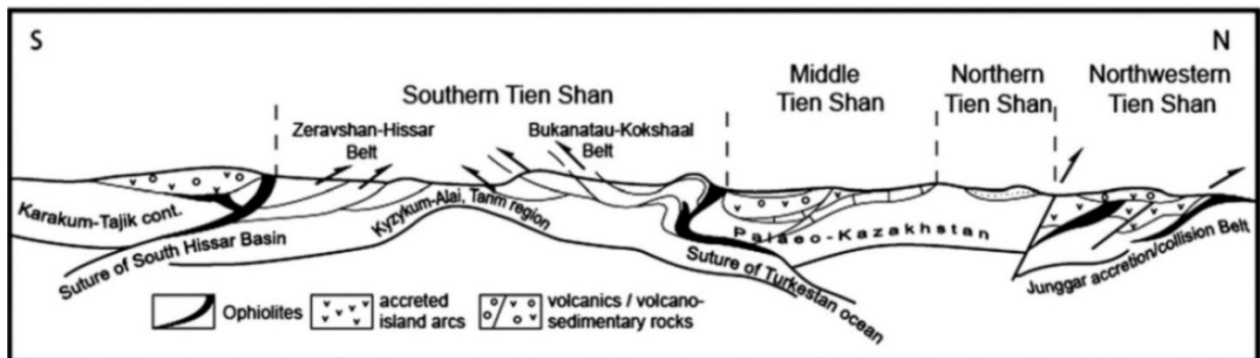 S
N
Southern Tien Shan
Middle
Tien Shan
Northern
Tien Shan
Northwestern
Tien Shan
Zeravshan-Hissar
Belt
Bukanatau-Kokshaal
Belt
Karakum-Tajik cont.
Suture of South Hissar Basin
Kyzykum-Alai, Tarim region
Palaeo-Kazakhstan
Suture of Turkestan ocean
Junggar accretion/collision Belt
Ophiolites
accreted
island arcs
volcanics / volcano-
sedimentary rocks